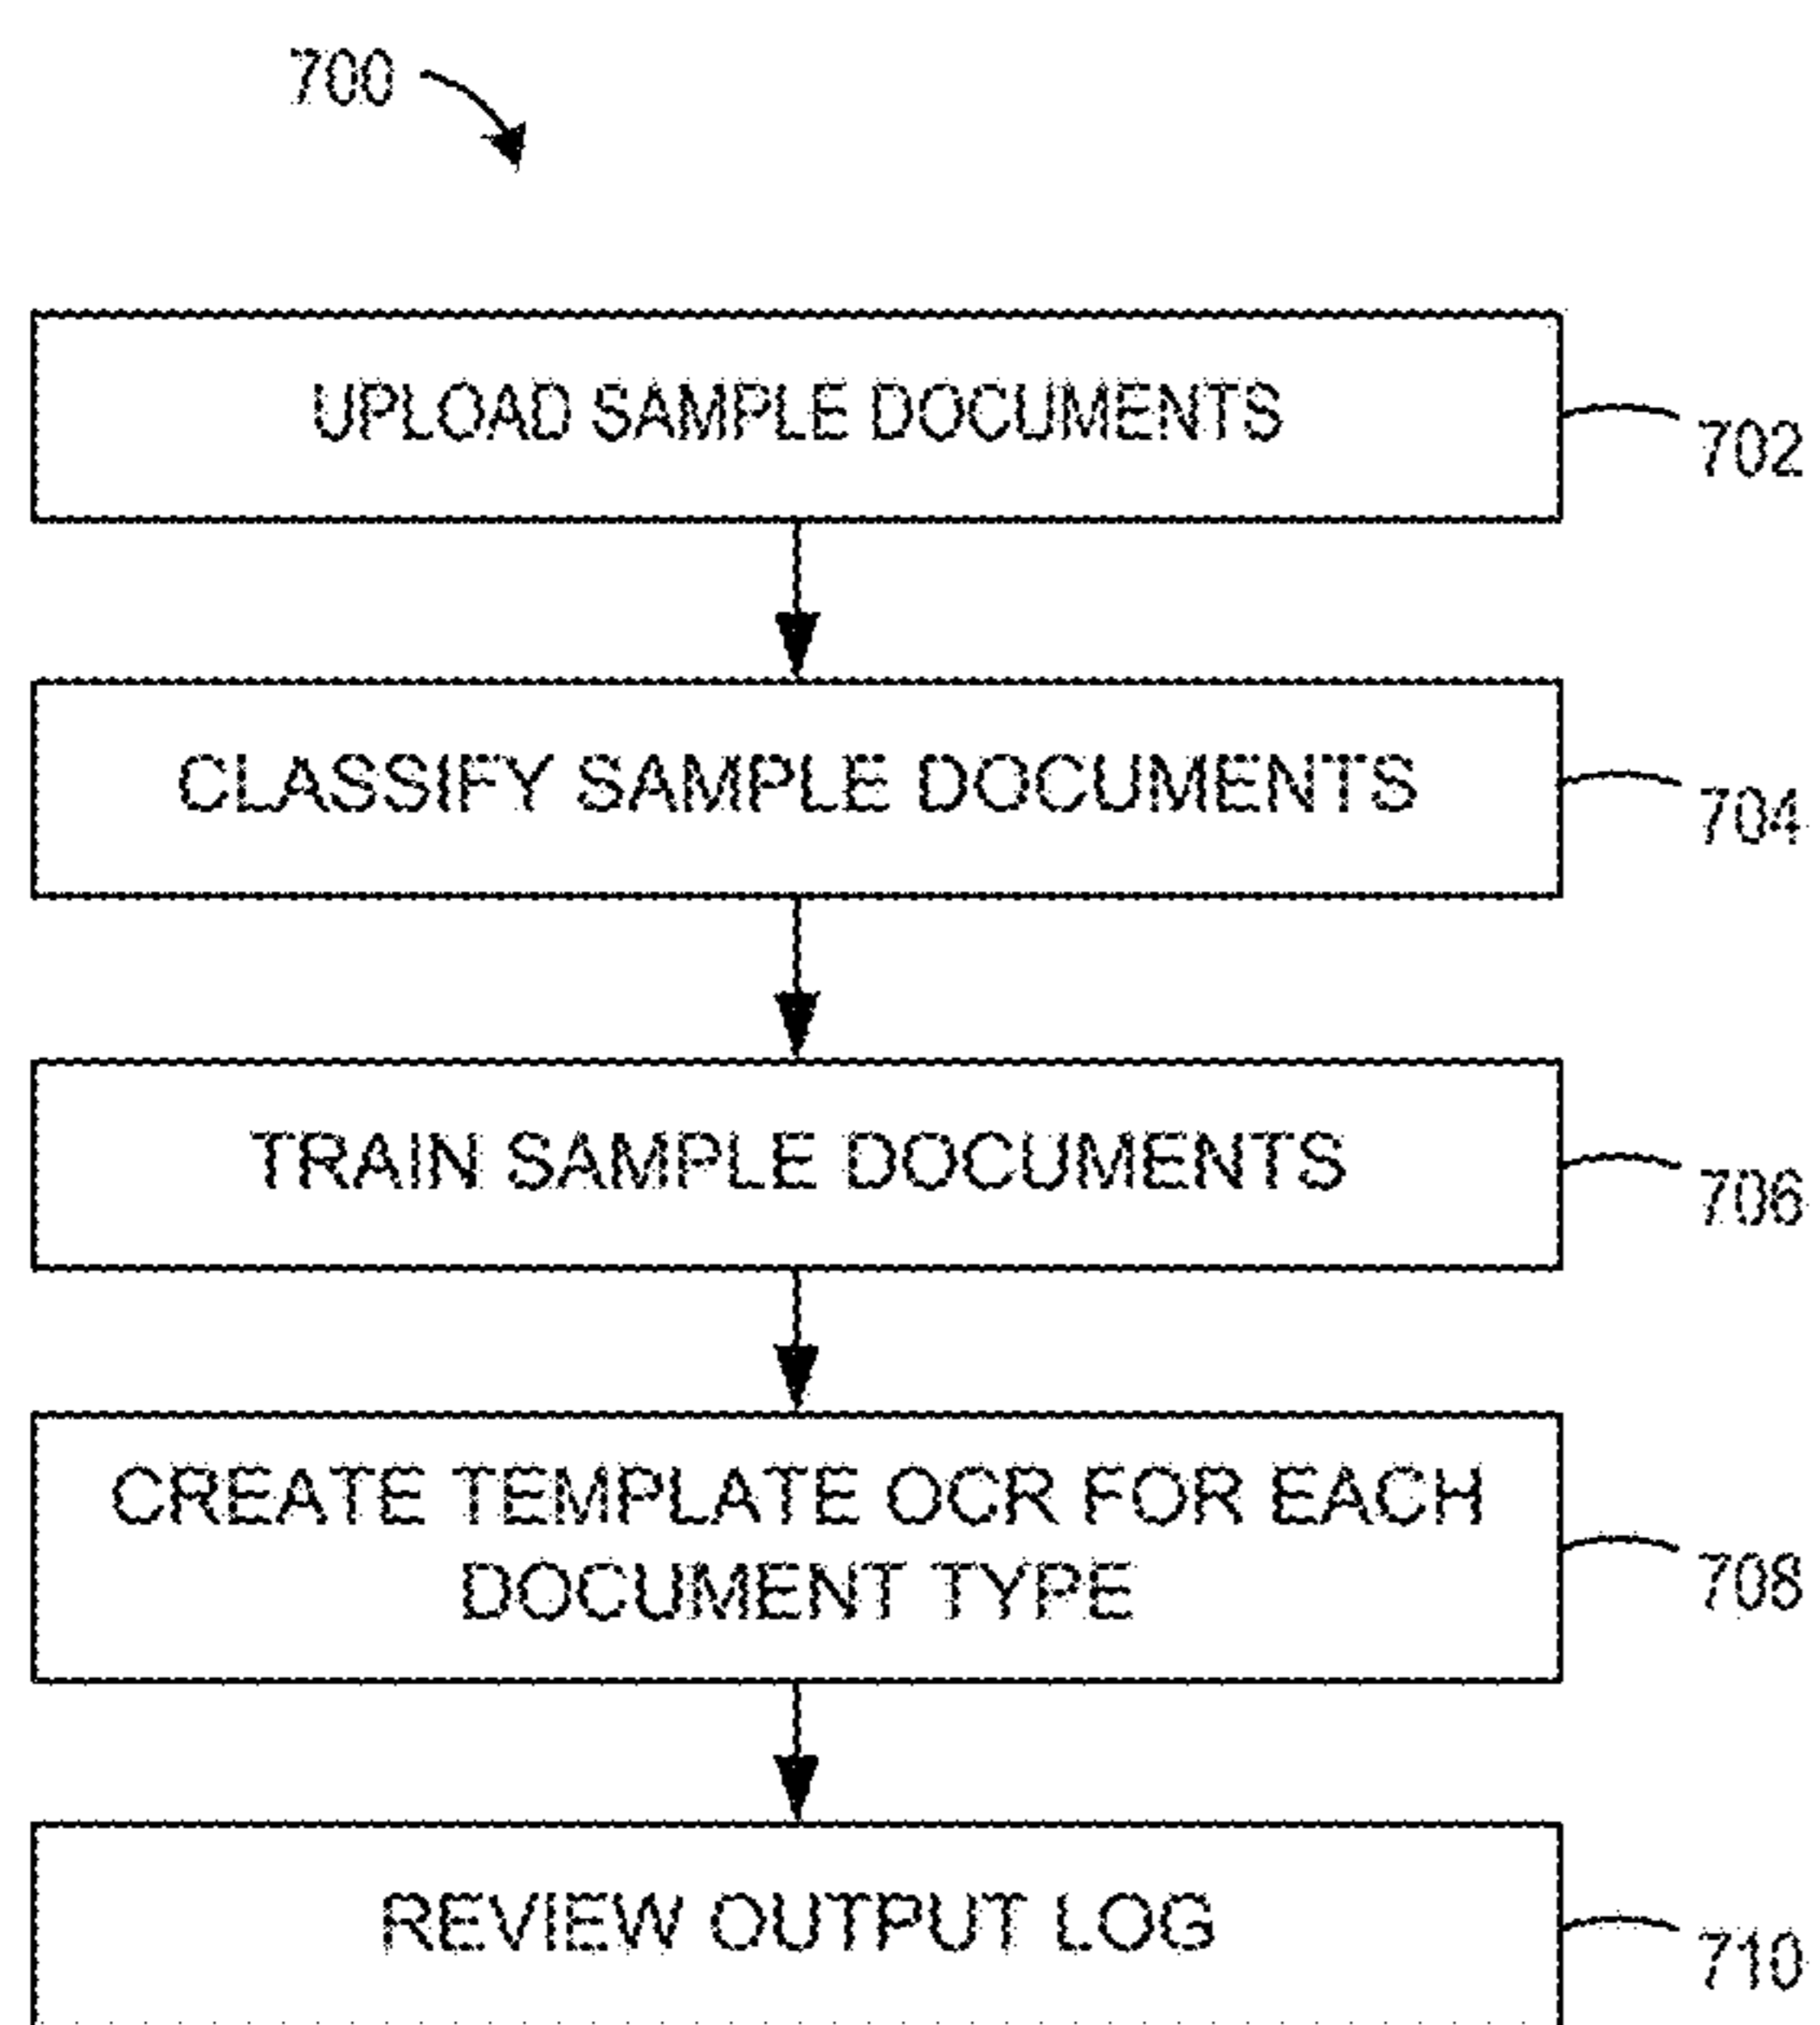 700
UPLOAD SAMPLE DOCUMENTS
702
CLASSIFY SAMPLE DOCUMENTS
704
TRAIN SAMPLE DOCUMENTS
706
CREATE TEMPLATE OCR FOR EACH
DOCUMENT TYPE
708
REVIEW OUTPUT LOG
710